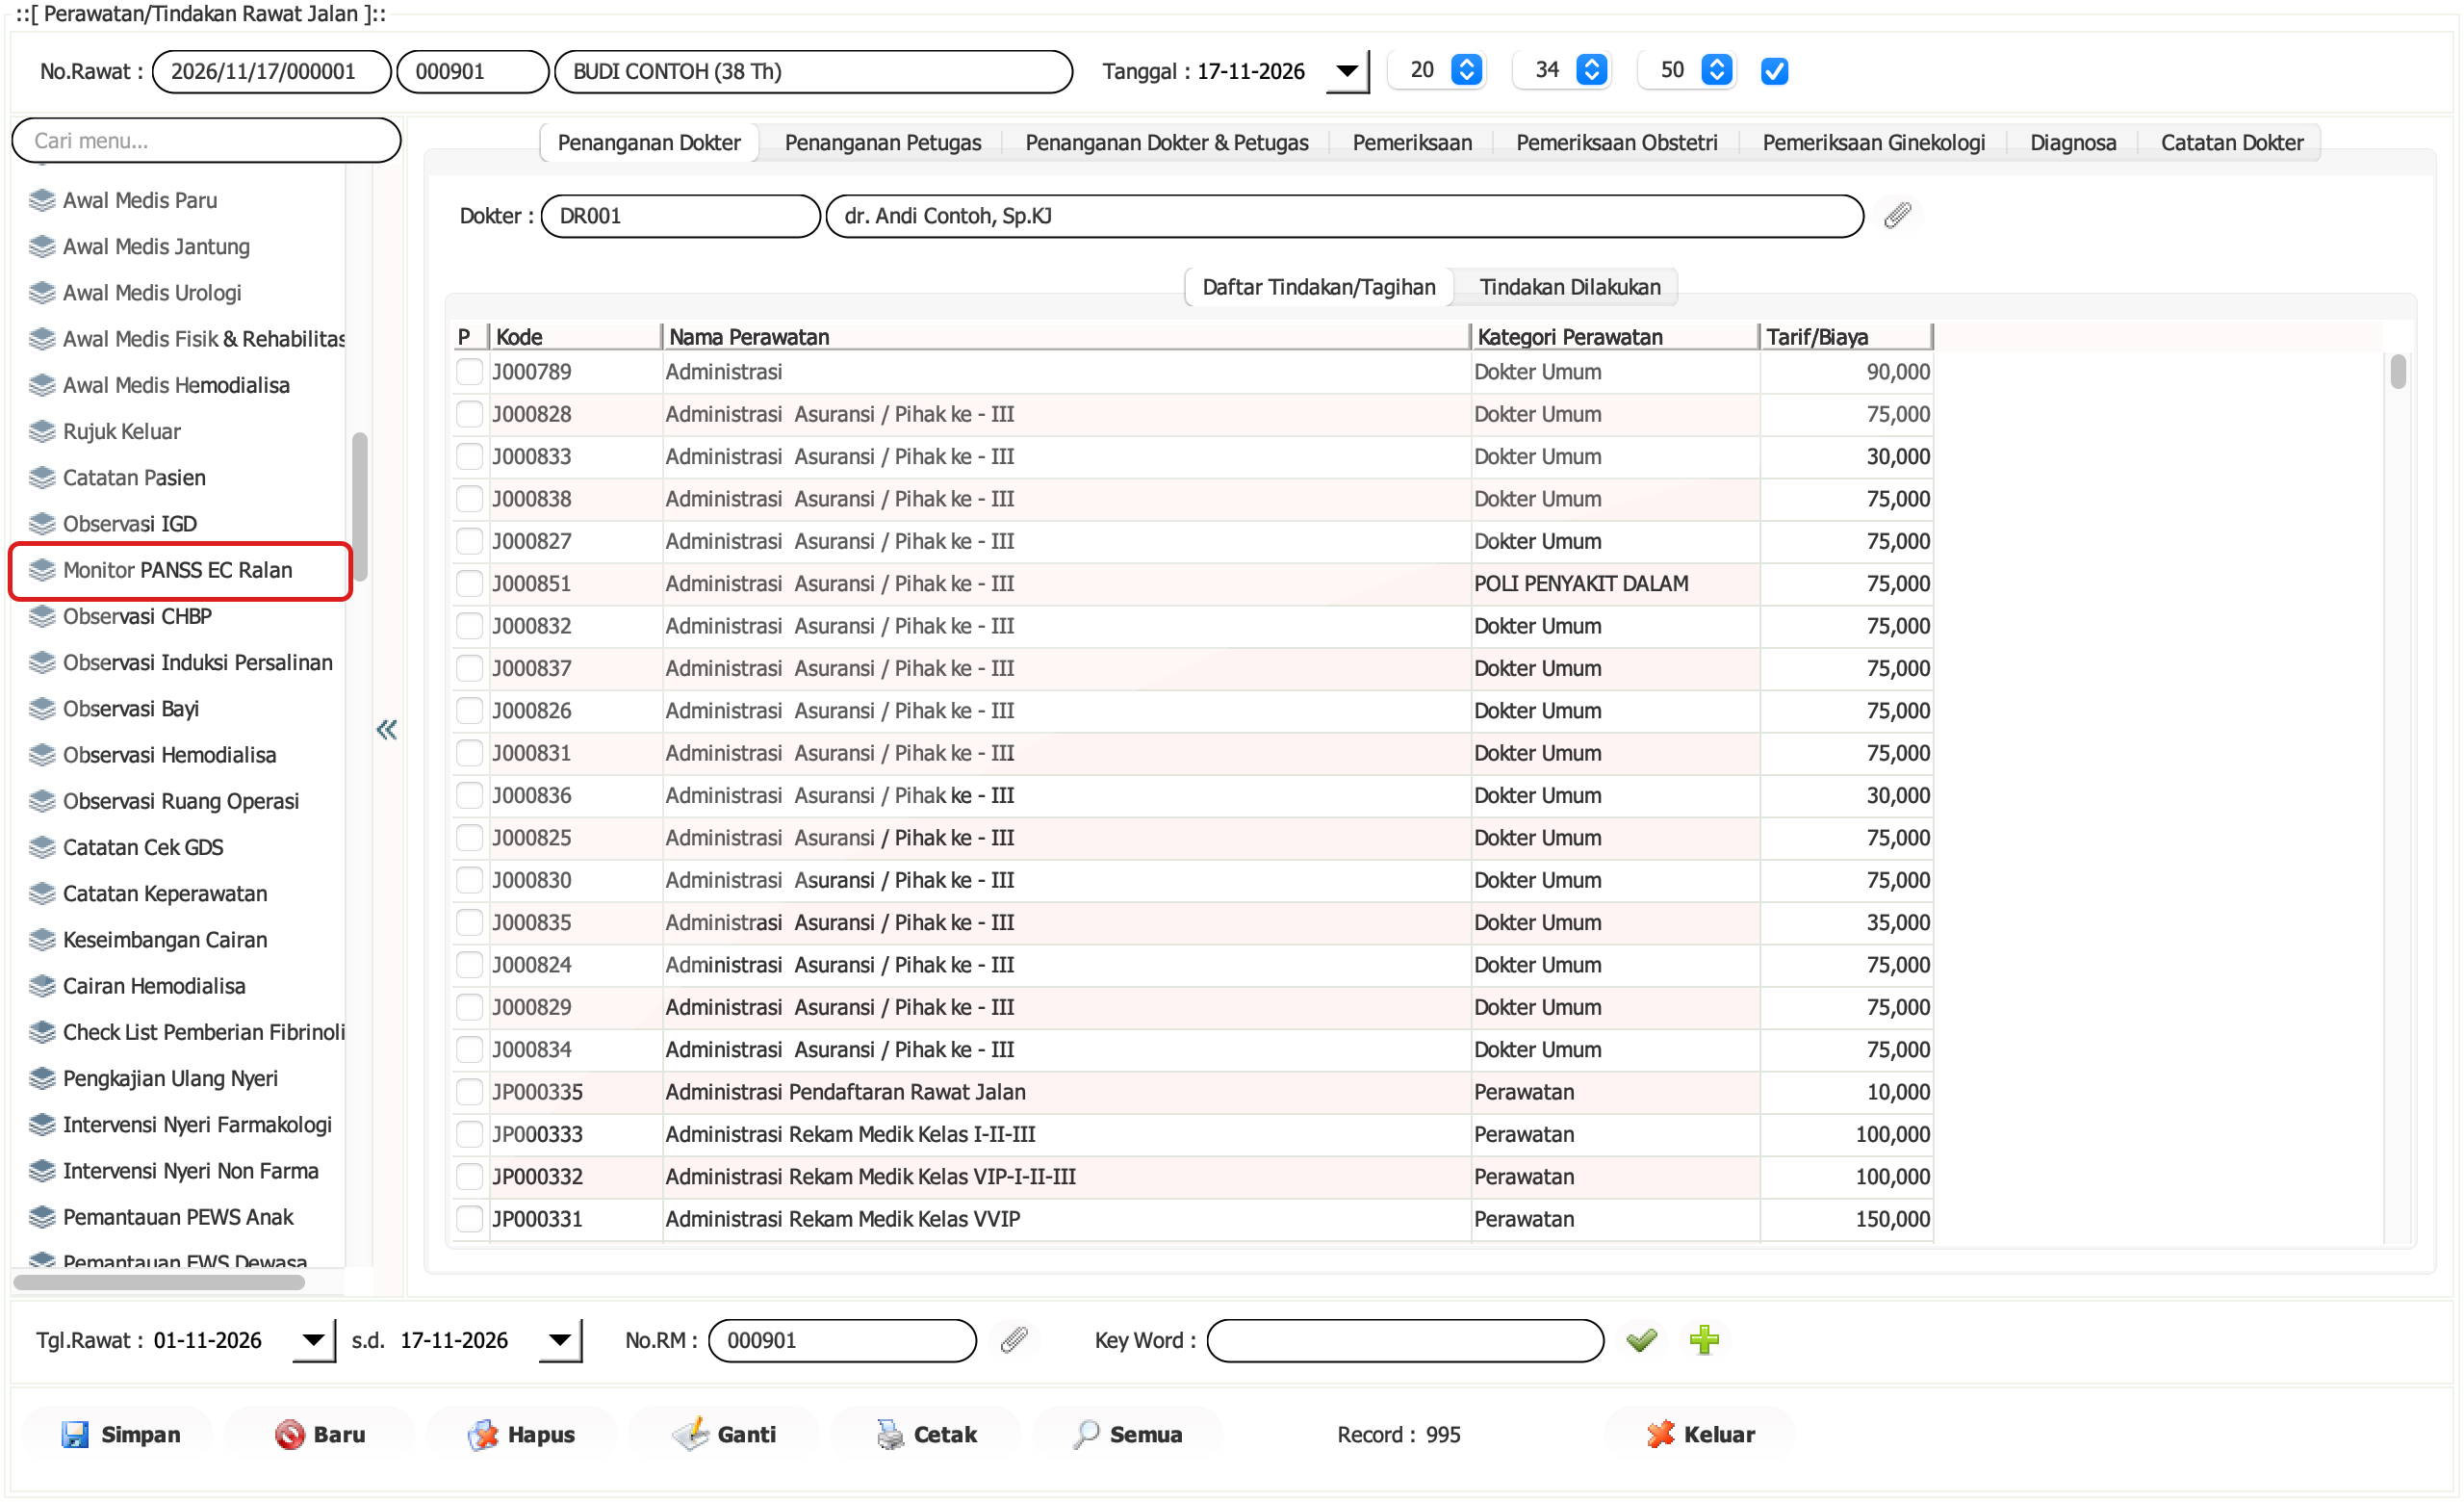 ::[ Perawatan/Tindakan Rawat Jalan ]::
No.Rawat : 2026/11/17/000001 000901 BUDI CONTOH (38 Th) Tanggal : 17-11-2026 20 34 50
Cari menu...
Awal Medis Paru
Awal Medis Jantung
Awal Medis Urologi
Awal Medis Fisik & Rehabilitas
Awal Medis Hemodialisa
Rujuk Keluar
Catatan Pasien
Observasi IGD
Monitor PANSS EC Ralan
Observasi CHBP
Observasi Induksi Persalinan
Observasi Bayi
Observasi Hemodialisa
Observasi Ruang Operasi
Catatan Cek GDS
Catatan Keperawatan
Keseimbangan Cairan
Cairan Hemodialisa
Check List Pemberian Fibrinoli
Pengkajian Ulang Nyeri
Intervensi Nyeri Farmakologi
Intervensi Nyeri Non Farma
Pemantauan PEWS Anak
Pemantauan EWS Dewasa
Penanganan Dokter Penanganan Petugas Penanganan Dokter & Petugas Pemeriksaan Pemeriksaan Obstetri Pemeriksaan Ginekologi Diagnosa Catatan Dokter
Dokter : DR001 dr. Andi Contoh, Sp.KJ
Daftar Tindakan/Tagihan Tindakan Dilakukan
P Kode Nama Perawatan Kategori Perawatan Tarif/Biaya
J000789 Administrasi Dokter Umum 90,000
J000828 Administrasi Asuransi / Pihak ke - III Dokter Umum 75,000
J000833 Administrasi Asuransi / Pihak ke - III Dokter Umum 30,000
J000838 Administrasi Asuransi / Pihak ke - III Dokter Umum 75,000
J000827 Administrasi Asuransi / Pihak ke - III Dokter Umum 75,000
J000851 Administrasi Asuransi / Pihak ke - III POLI PENYAKIT DALAM 75,000
J000832 Administrasi Asuransi / Pihak ke - III Dokter Umum 75,000
J000837 Administrasi Asuransi / Pihak ke - III Dokter Umum 75,000
J000826 Administrasi Asuransi / Pihak ke - III Dokter Umum 75,000
J000831 Administrasi Asuransi / Pihak ke - III Dokter Umum 75,000
J000836 Administrasi Asuransi / Pihak ke - III Dokter Umum 30,000
J000825 Administrasi Asuransi / Pihak ke - III Dokter Umum 75,000
J000830 Administrasi Asuransi / Pihak ke - III Dokter Umum 75,000
J000835 Administrasi Asuransi / Pihak ke - III Dokter Umum 35,000
J000824 Administrasi Asuransi / Pihak ke - III Dokter Umum 75,000
J000829 Administrasi Asuransi / Pihak ke - III Dokter Umum 75,000
J000834 Administrasi Asuransi / Pihak ke - III Dokter Umum 75,000
JP000335 Administrasi Pendaftaran Rawat Jalan Perawatan 10,000
JP000333 Administrasi Rekam Medik Kelas I-II-III Perawatan 100,000
JP000332 Administrasi Rekam Medik Kelas VIP-I-II-III Perawatan 100,000
JP000331 Administrasi Rekam Medik Kelas VVIP Perawatan 150,000
Tgl.Rawat : 01-11-2026 s.d. 17-11-2026 No.RM : 000901 Key Word :
Simpan Baru Hapus Ganti Cetak Semua Record : 995 Keluar